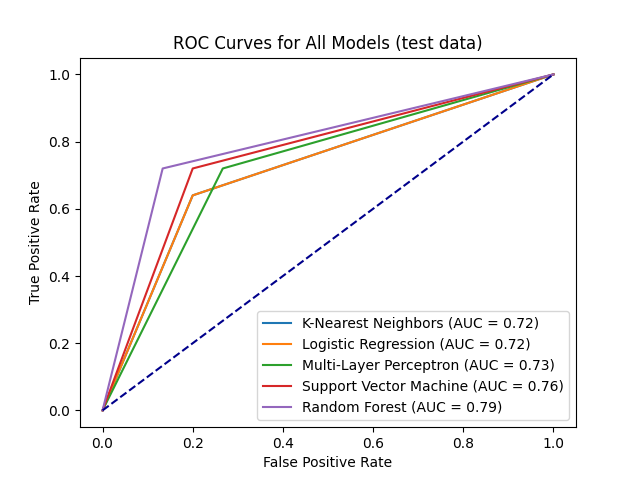 ROC Curves for All Models (test data)
True Positive Rate
1.0
0.8
0.6
0.4
0.2
0.0
K-Nearest Neighbors (AUC = 0.72)
Logistic Regression (AUC = 0.72)
Multi-Layer Perceptron (AUC = 0.73)
Support Vector Machine (AUC = 0.76)
Random Forest (AUC = 0.79)
0.0 0.2 0.4 0.6 0.8 1.0
False Positive Rate